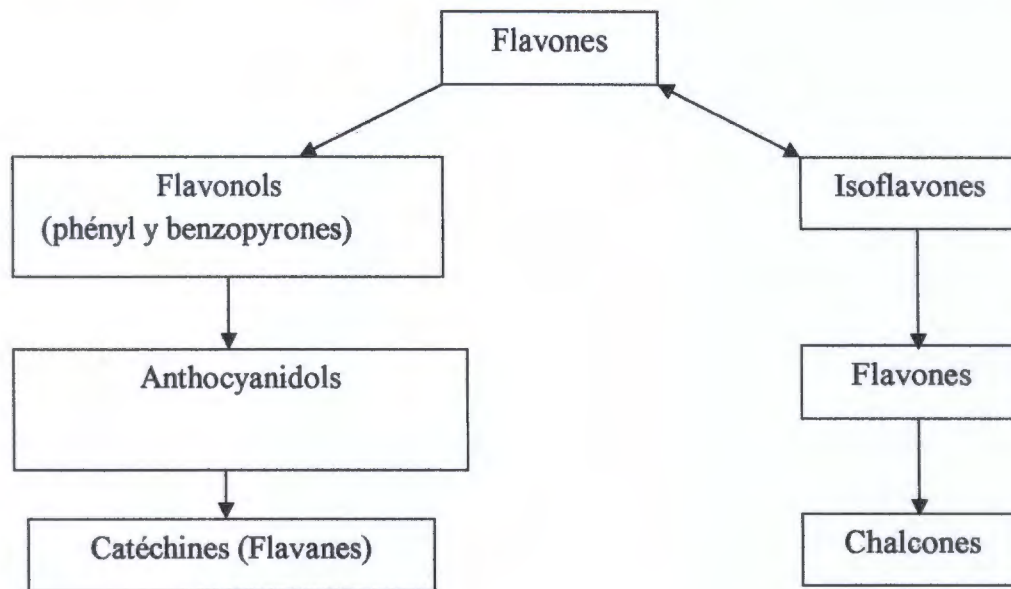 Flavones
Flavonols
(phényl y benzopyrones)
Isoflavones
Anthocyanidols
Flavones
Catéchines (Flavanes)
Chalcones